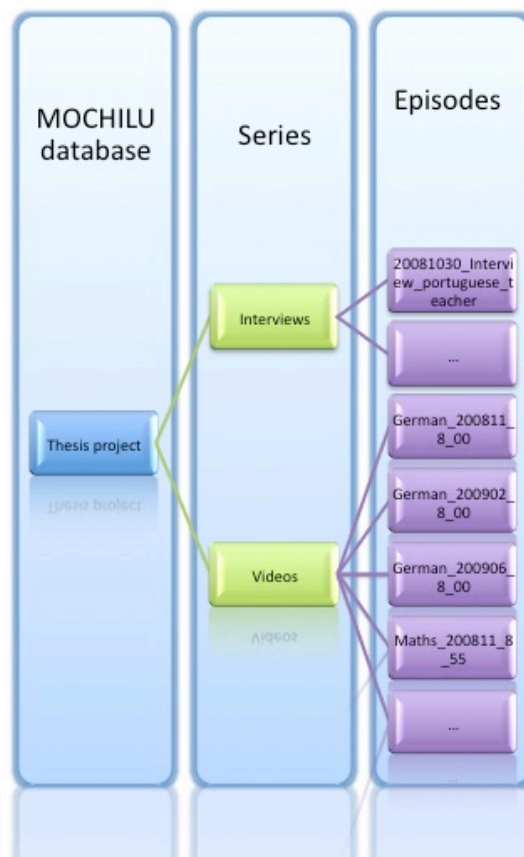 MOCHILU
database
Series
Episodes
Thesis project
Interviews
Videos
20081030_Intervi
ew_portuguese_t
eacher
...
German_200811_
8_00
German_200902_
8_00
German_200906_
8_00
Maths_200811_8
_55
...